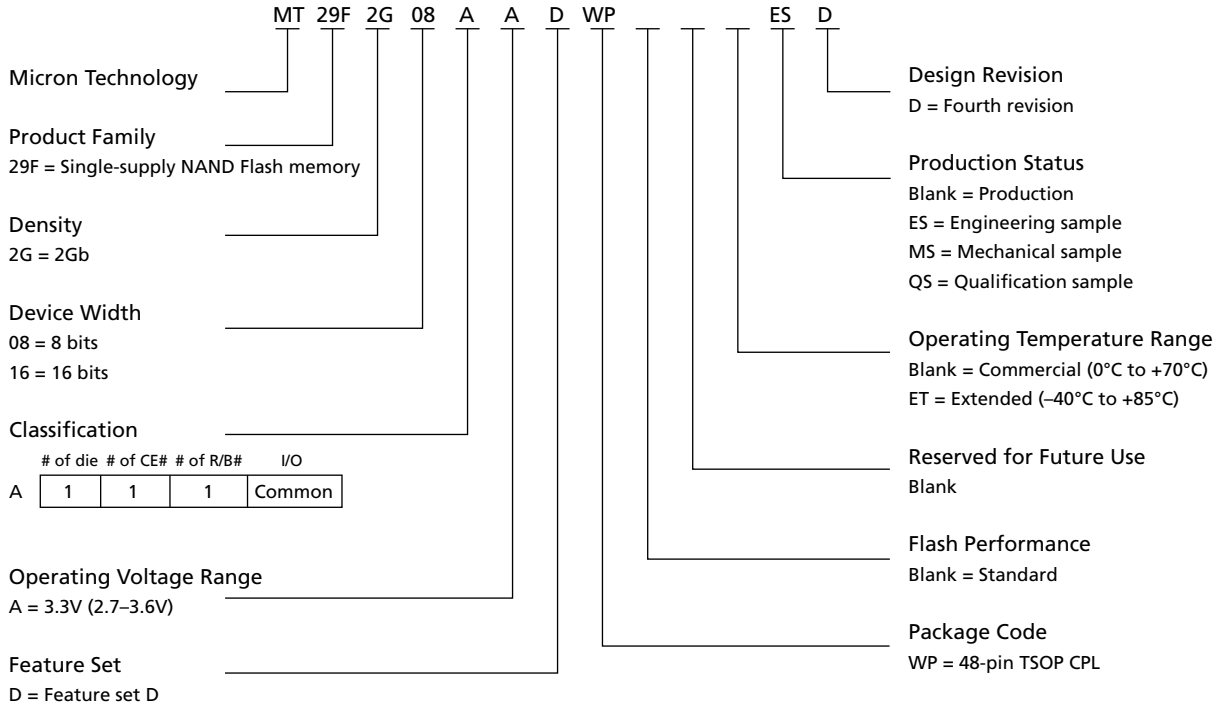 MT 29F 2G 08 A A D WP ES D
Micron Technology
Product Family
29F = Single-supply NAND Flash memory
Density
2G = 2Gb
Device Width
08 = 8 bits
16 = 16 bits
Classification
# of die # of CE# # of R/B# I/O
A 1 1 1 Common
Operating Voltage Range
A = 3.3V (2.7–3.6V)
Feature Set
D = Feature set D
Design Revision
D = Fourth revision
Production Status
Blank = Production
ES = Engineering sample
MS = Mechanical sample
QS = Qualification sample
Operating Temperature Range
Blank = Commercial (0°C to +70°C)
ET = Extended (–40°C to +85°C)
Reserved for Future Use
Blank
Flash Performance
Blank = Standard
Package Code
WP = 48-pin TSOP CPL